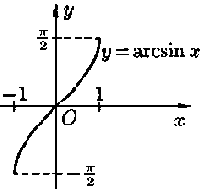 y
π/2
y = arcsin x
−1
1
O
x
−π/2